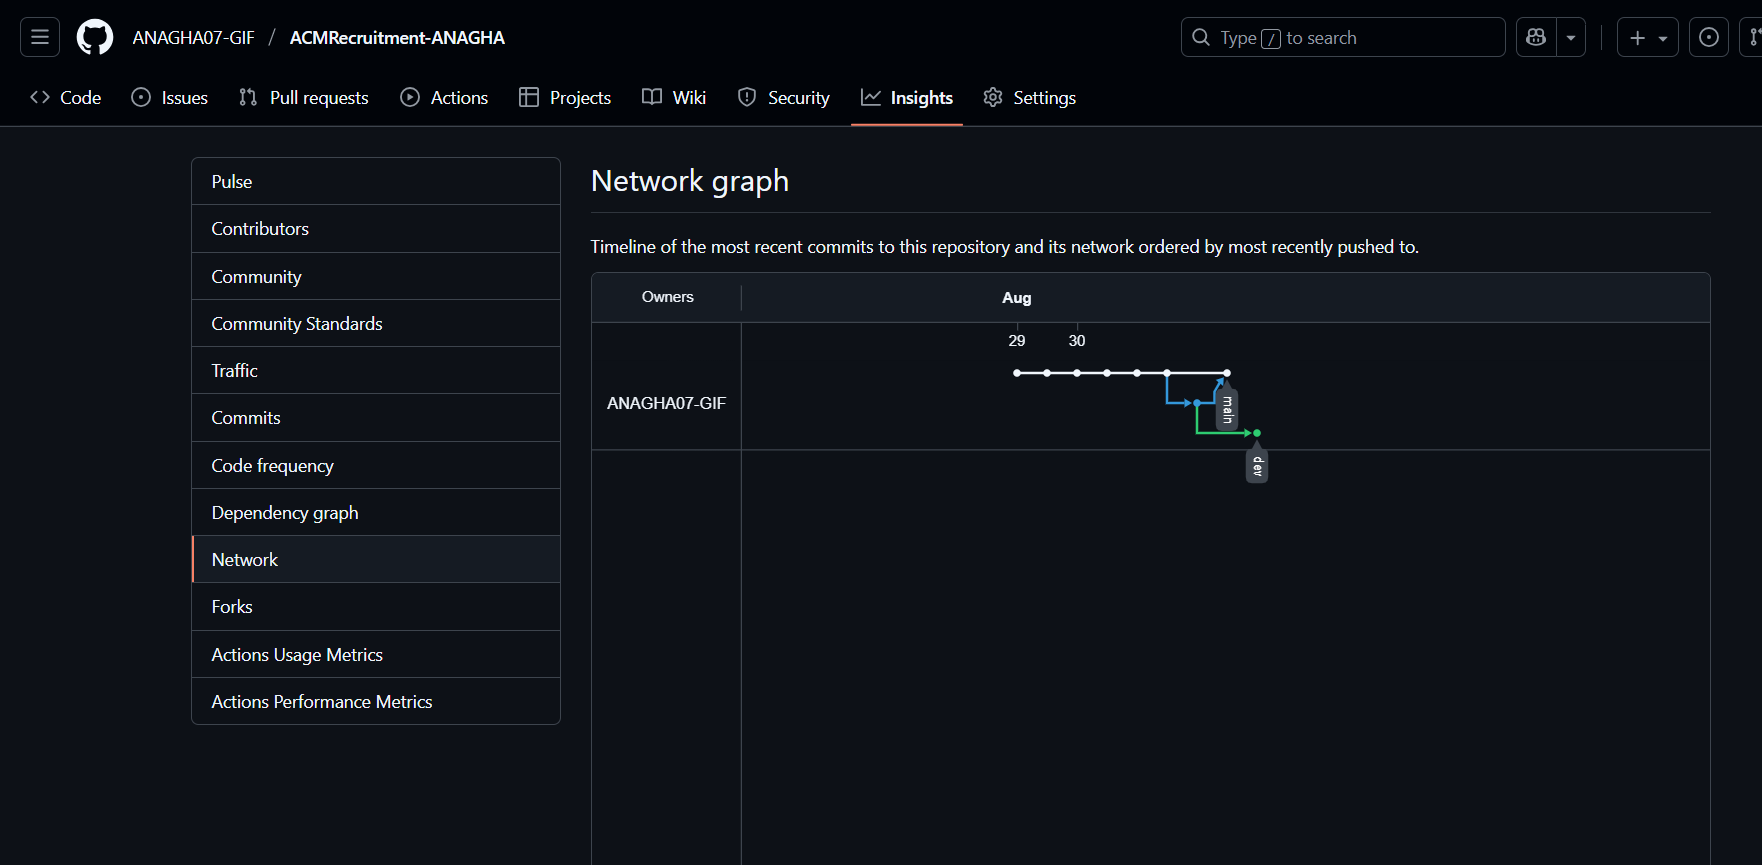 ANAGHA07-GIF / ACMRecruitment-ANAGHA
Type / to search
Code Issues Pull requests Actions Projects Wiki Security Insights Settings
Pulse
Contributors
Community
Community Standards
Traffic
Commits
Code frequency
Dependency graph
Network
Forks
Actions Usage Metrics
Actions Performance Metrics
Network graph
Timeline of the most recent commits to this repository and its network ordered by most recently pushed to.
Owners Aug
29 30
ANAGHA07-GIF
main
dev